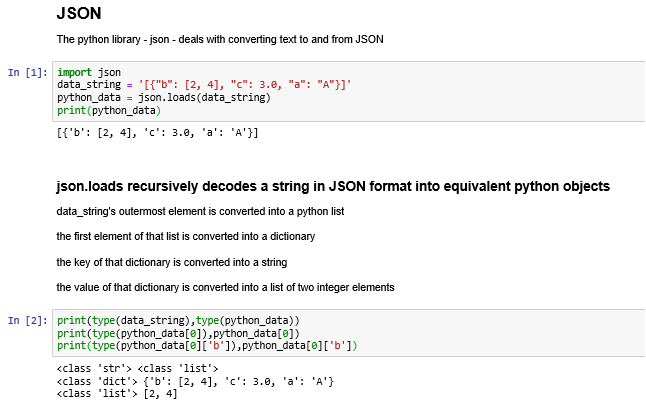 JSON
The python library - json - deals with converting text to and from JSON
In [1]: import json
data_string = '[{"b": [2, 4], "c": 3.0, "a": "A"}]'
python_data = json.loads(data_string)
print(python_data)
[{'b': [2, 4], 'c': 3.0, 'a': 'A'}]
json.loads recursively decodes a string in JSON format into equivalent python objects
data_string's outermost element is converted into a python list
the first element of that list is converted into a dictionary
the key of that dictionary is converted into a string
the value of that dictionary is converted into a list of two integer elements
In [2]: print(type(data_string),type(python_data))
print(type(python_data[0]),python_data[0])
print(type(python_data[0]['b']),python_data[0]['b'])
<class 'str'> <class 'list'>
<class 'dict'> {'b': [2, 4], 'c': 3.0, 'a': 'A'}
<class 'list'> [2, 4]